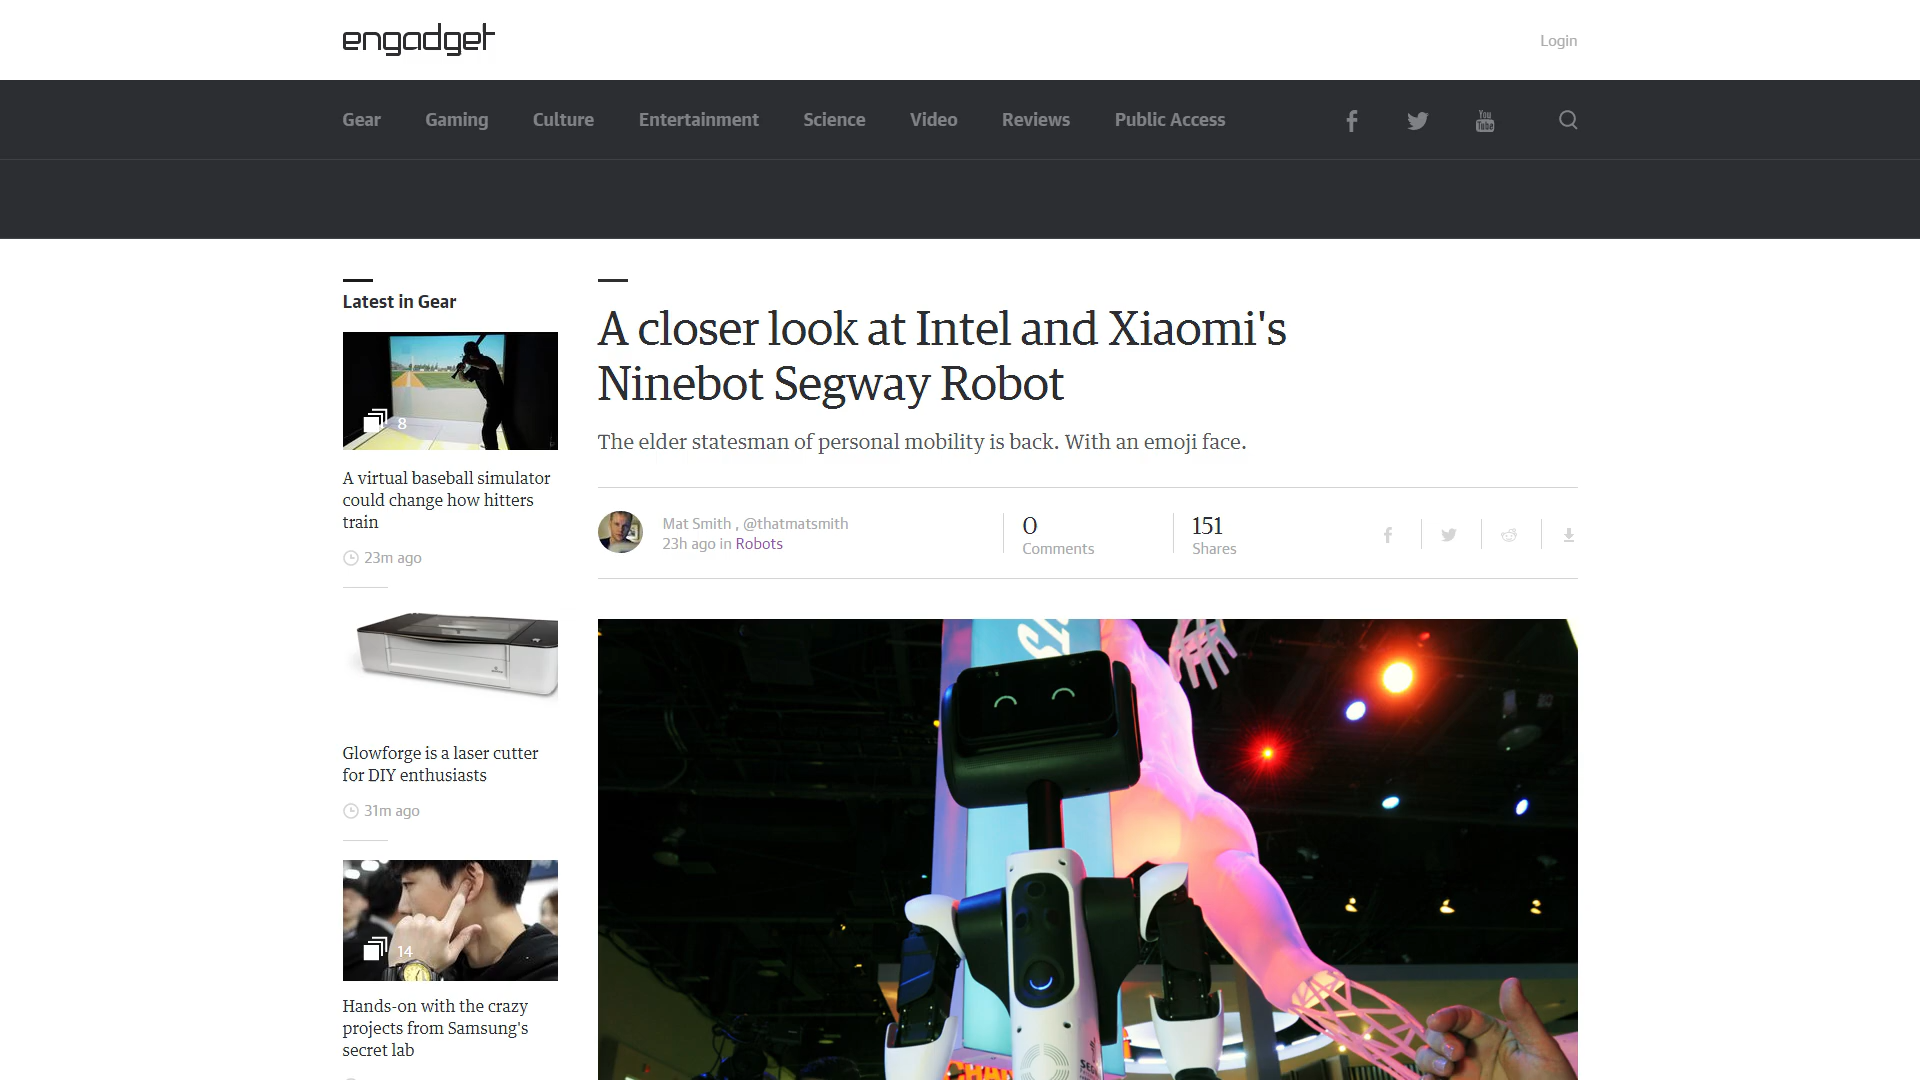 engadget
Login
Gear Gaming Culture Entertainment Science Video Reviews Public Access
You Tube
Latest in Gear
8
A virtual baseball simulator
could change how hitters
train
23m ago
Glowforge is a laser cutter
for DIY enthusiasts
31m ago
14
Hands-on with the crazy
projects from Samsung's
secret lab
A closer look at Intel and Xiaomi's
Ninebot Segway Robot
The elder statesman of personal mobility is back. With an emoji face.
Mat Smith , @thatmatsmith
23h ago in Robots
0
Comments
151
Shares